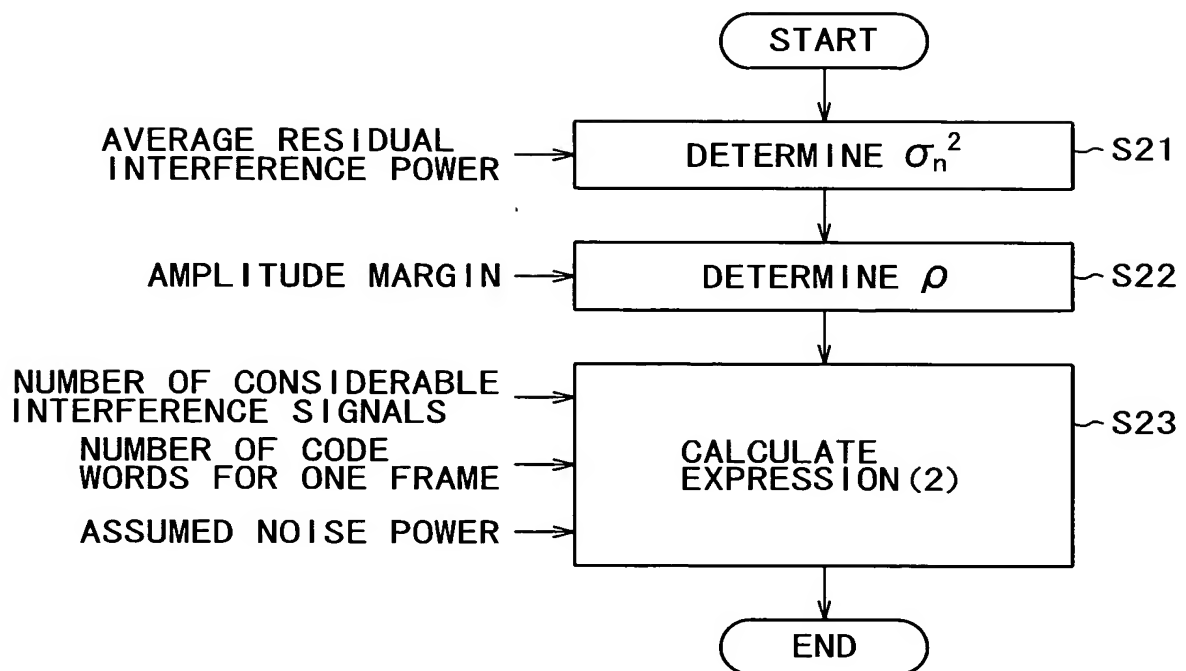 START
AVERAGE RESIDUAL
INTERFERENCE POWER
DETERMINE σn²
S21
AMPLITUDE MARGIN
DETERMINE ρ
S22
NUMBER OF CONSIDERABLE
INTERFERENCE SIGNALS
NUMBER OF CODE
WORDS FOR ONE FRAME
ASSUMED NOISE POWER
CALCULATE
EXPRESSION(2)
S23
END